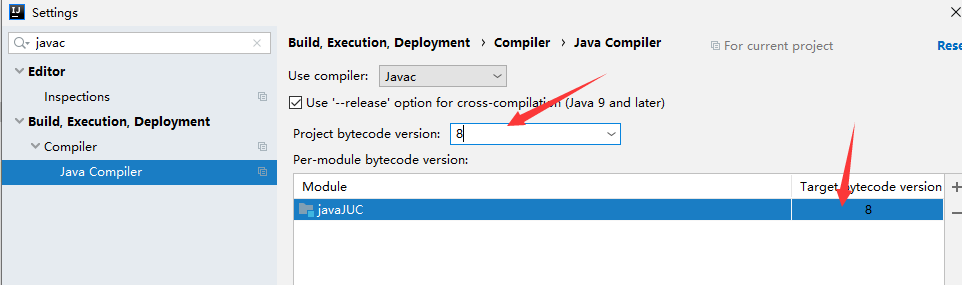 IJ Settings
javac
Build, Execution, Deployment › Compiler › Java Compiler
For current project
Rese
Editor
Inspections
Build, Execution, Deployment
Compiler
Java Compiler
Use compiler: Javac
Use '--release' option for cross-compilation (Java 9 and later)
Project bytecode version: 8
Per-module bytecode version:
Module Target bytecode version
javaJUC 8